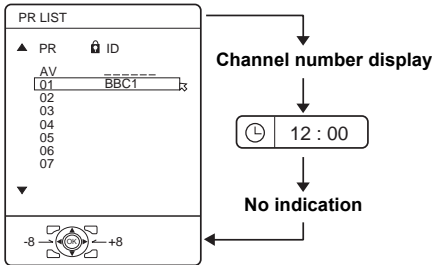 PR LIST
PR ID
AV _ _ _ _ _ _
01 BBC1
02
03
04
05
06
07
-8 OK +8
Channel number display
12 : 00
No indication